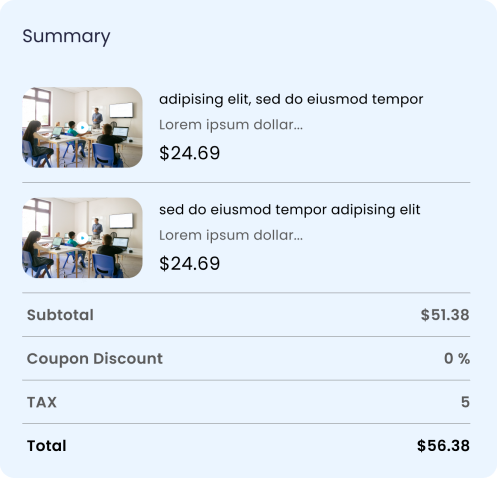 Summary
adipising elit, sed do eiusmod tempor
Lorem ipsum dollar...
$24.69
sed do eiusmod tempor adipising elit
Lorem ipsum dollar...
$24.69
Subtotal $51.38
Coupon Discount 0 %
TAX 5
Total $56.38